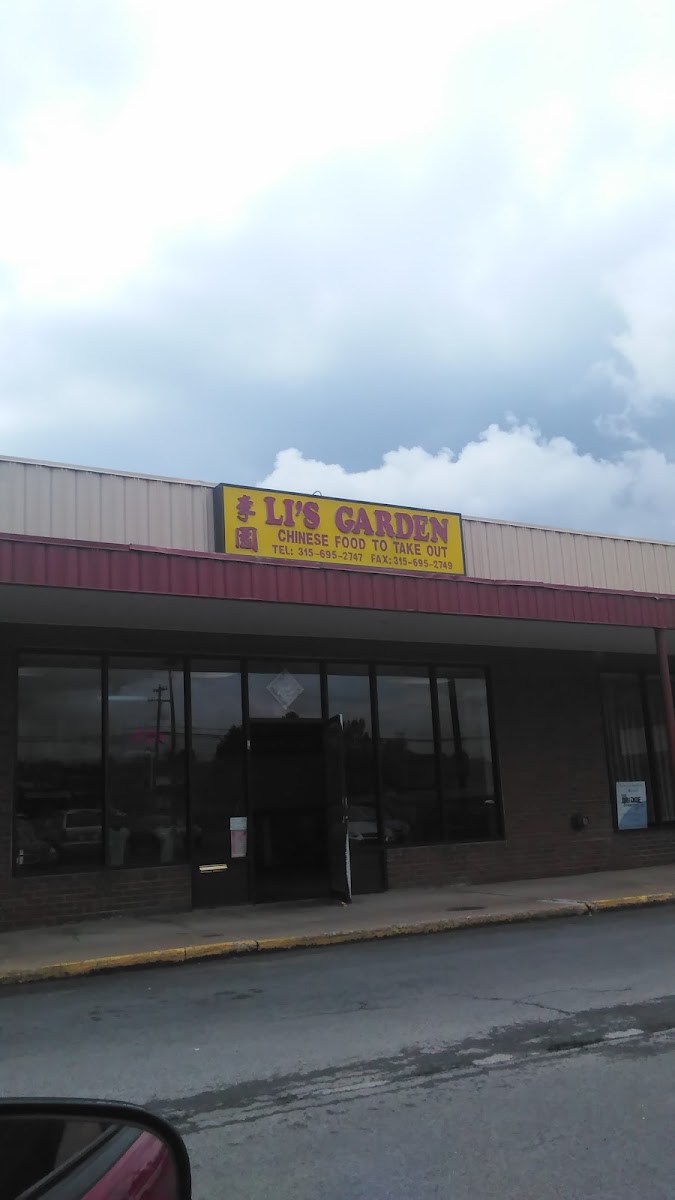 李園
LI'S GARDEN
CHINESE FOOD TO TAKE OUT
TEL: 315-695-2747 FAX: 315-695-2749